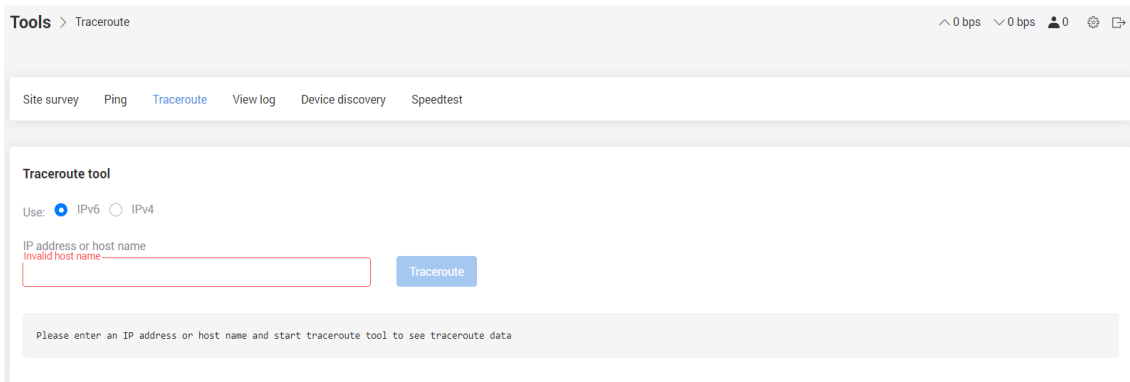 Tools > Traceroute 0 bps 0 bps 0
Site survey Ping Traceroute View log Device discovery Speedtest
Traceroute tool
Use: IPv6 IPv4
IP address or host name
Invalid host name
Traceroute
Please enter an IP address or host name and start traceroute tool to see traceroute data